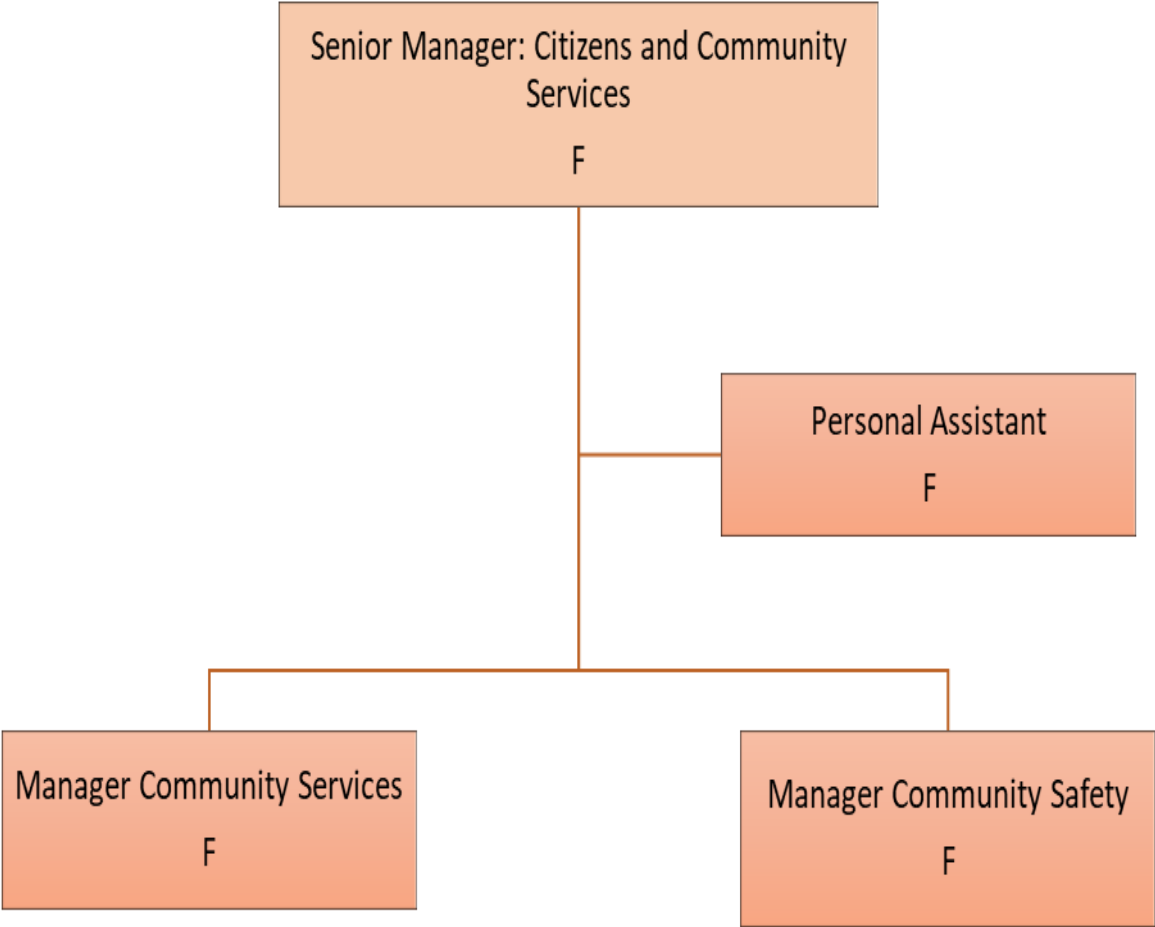 Senior Manager: Citizens and Community
Services
F
Personal Assistant
F
Manager Community Services
F
Manager Community Safety
F